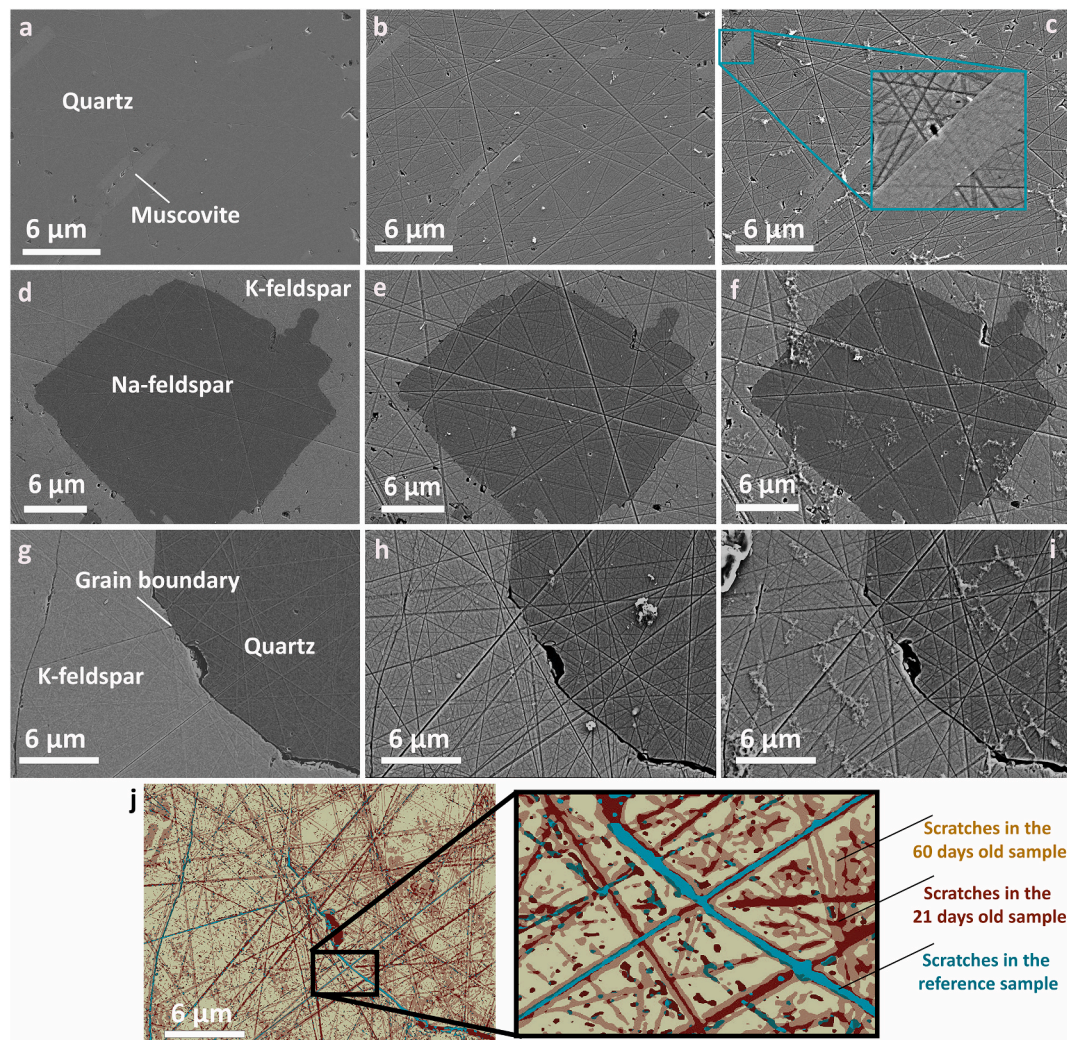 a
Quartz
Muscovite
6 μm
b
6 μm
c
6 μm
d
K-feldspar
Na-feldspar
6 μm
e
6 μm
f
6 μm
g
Grain boundary
Quartz
K-feldspar
6 μm
h
6 μm
i
6 μm
j
6 μm
Scratches in the
60 days old sample
Scratches in the
21 days old sample
Scratches in the
reference sample